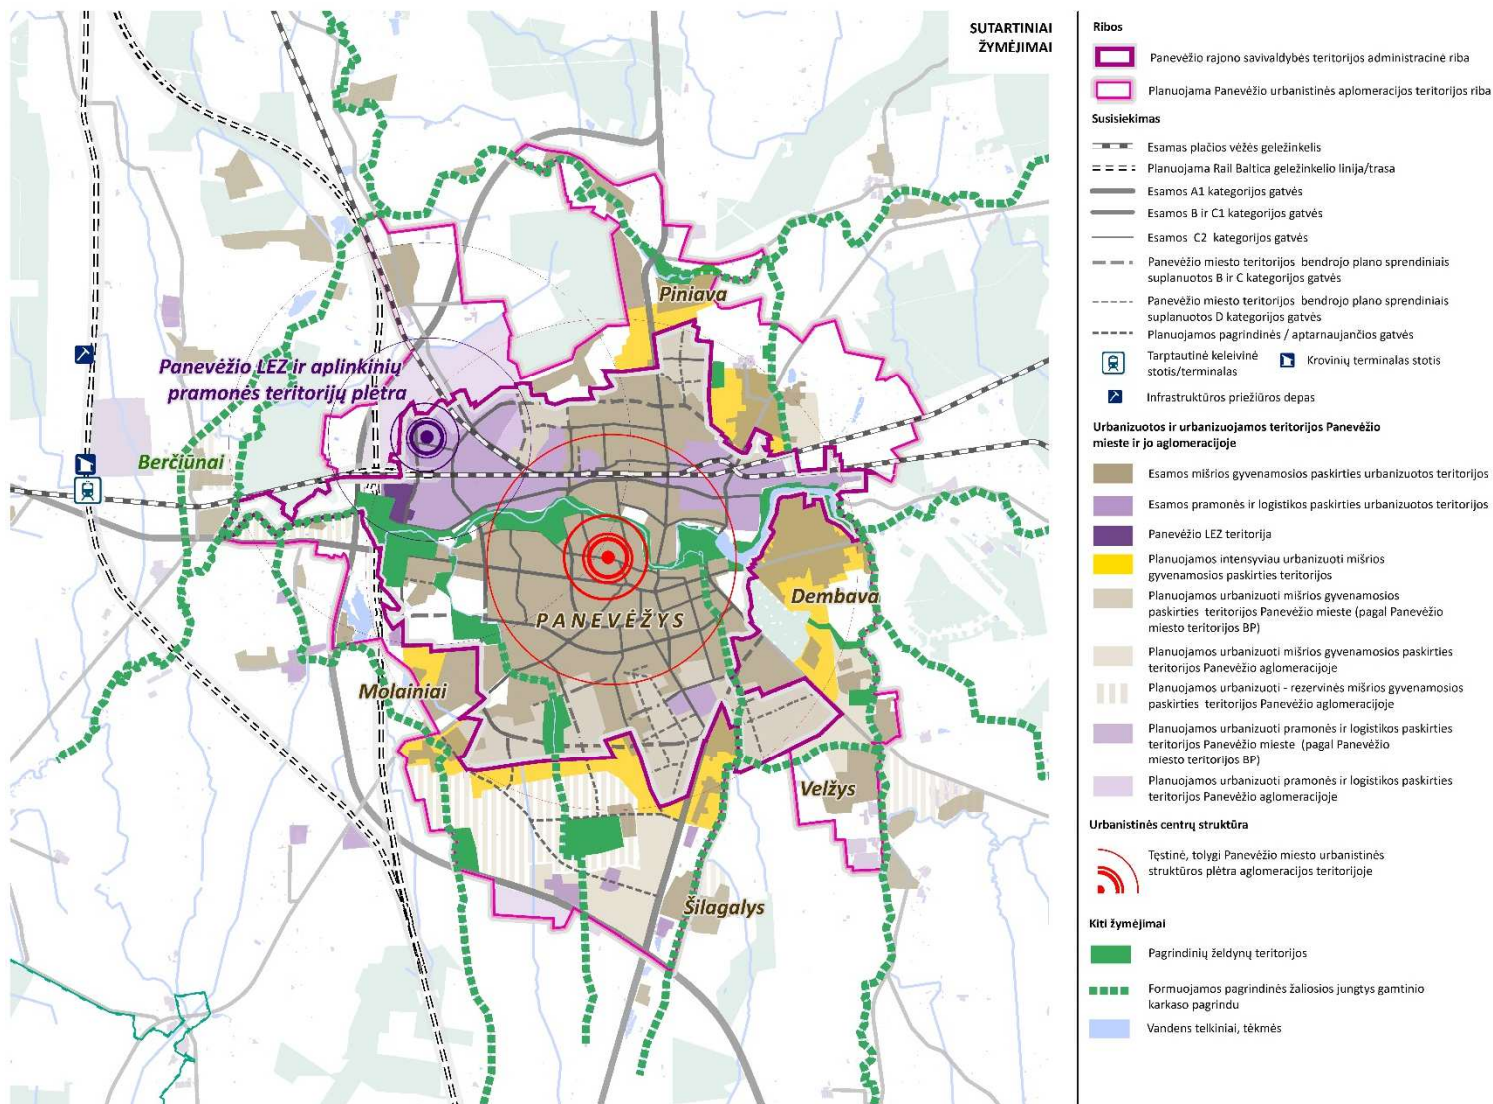 SUTARTINIAI
ŽYMĖJIMAI
Piniava
Panevėžio LEZ ir aplinkinių
pramonės teritorijų plėtra
Berčiūnai
Dembava
PANEVĖŽYS
Molainiai
Velžys
Šilagalys
Ribos
Panevėžio rajono savivaldybės teritorijos administracinė riba
Planuojama Panevėžio urbanistinės aplomeracijos teritorijos riba
Susisiekimas
Esamas plačios vėžės geležinkelis
Planuojama Rail Baltica geležinkelio linija/trasa
Esamos A1 kategorijos gatvės
Esamos B ir C1 kategorijos gatvės
Esamos C2 kategorijos gatvės
Panevėžio miesto teritorijos bendrojo plano sprendiniais
suplanuotos B ir C kategorijos gatvės
Panevėžio miesto teritorijos bendrojo plano sprendiniais
suplanuotos D kategorijos gatvės
Planuojamos pagrindinės / aptarnaujančios gatvės
Tarptautinė keleivinė
stotis/terminalas
Krovinių terminalas stotis
Infrastruktūros priežiūros depas
Urbanizuotos ir urbanizuojamos teritorijos Panevėžio
mieste ir jo aglomeracijoje
Esamos mišrios gyvenamosios paskirties urbanizuotos teritorijos
Esamos pramonės ir logistikos paskirties urbanizuotos teritorijos
Panevėžio LEZ teritorija
Planuojamos intensyviau urbanizuoti mišrios
gyvenamosios paskirties teritorijos
Planuojamos urbanizuoti mišrios gyvenamosios
paskirties teritorijos Panevėžio mieste (pagal Panevėžio
miesto teritorijos BP)
Planuojamos urbanizuoti mišrios gyvenamosios paskirties
teritorijos Panevėžio aglomeracijoje
Planuojamos urbanizuoti - rezervinės mišrios gyvenamosios
paskirties teritorijos Panevėžio aglomeracijoje
Planuojamos urbanizuoti pramonės ir logistikos paskirties
teritorijos Panevėžio mieste (pagal Panevėžio
miesto teritorijos BP)
Planuojamos urbanizuoti pramonės ir logistikos paskirties
teritorijos Panevėžio aglomeracijoje
Urbanistinės centrų struktūra
Tęstinė, tolygi Panevėžio miesto urbanistinės
struktūros plėtra aglomeracijos teritorijoje
Kiti žymėjimai
Pagrindinių želdynų teritorijos
Formuojamos pagrindinės žaliosios jungtys gamtinio
karkaso pagrindu
Vandens telkiniai, tėkmės